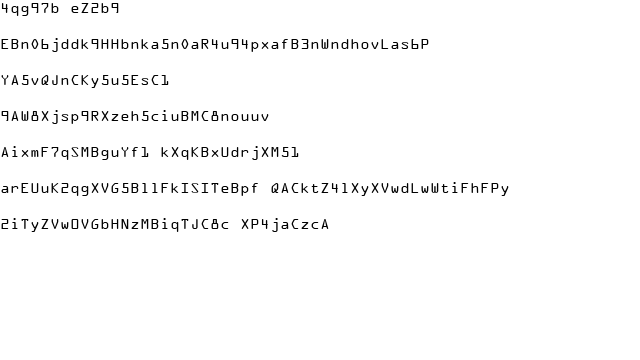 4qg97b eZ2b9
EBn06jddk9HHbnka5n0aR4u94pxafB3nWndhovLas6P
YA5vQJnCKy5u5EsC1
9AW8Xjsp9RXzeh5ciuBMC8nouuv
AixmF7qSMBguYf1 kXqKBxUdrjXM51
arEUuK2qgXVG5B11FkISITeBpf QACktZ41XyXVwdLwWtiFhFPy
2iTyZVwOVGbHNzMBiqTJC8c XP4jaCzcA